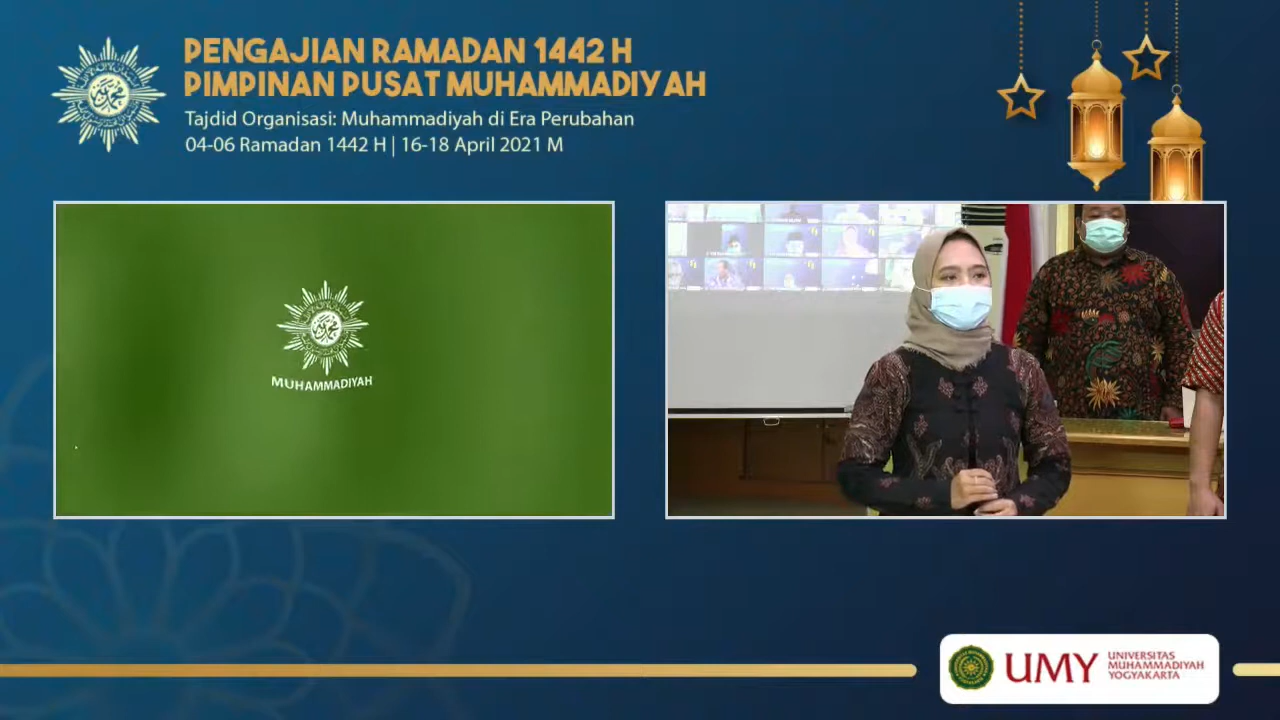 PENGAJIAN RAMADAN 1442 H
PIMPINAN PUSAT MUHAMMADIYAH
Tajdid Organisasi: Muhammadiyah di Era Perubahan
04-06 Ramadan 1442 H | 16-18 April 2021 M
MUHAMMADIYAH
UMY
UNIVERSITAS
MUHAMMADIYAH
YOGYAKARTA